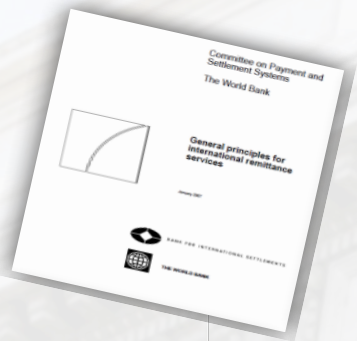 Committee on Payment and
Settlement Systems
The World Bank
General principles for
international remittance
services
January 2007
BANK FOR INTERNATIONAL SETTLEMENTS
THE WORLD BANK